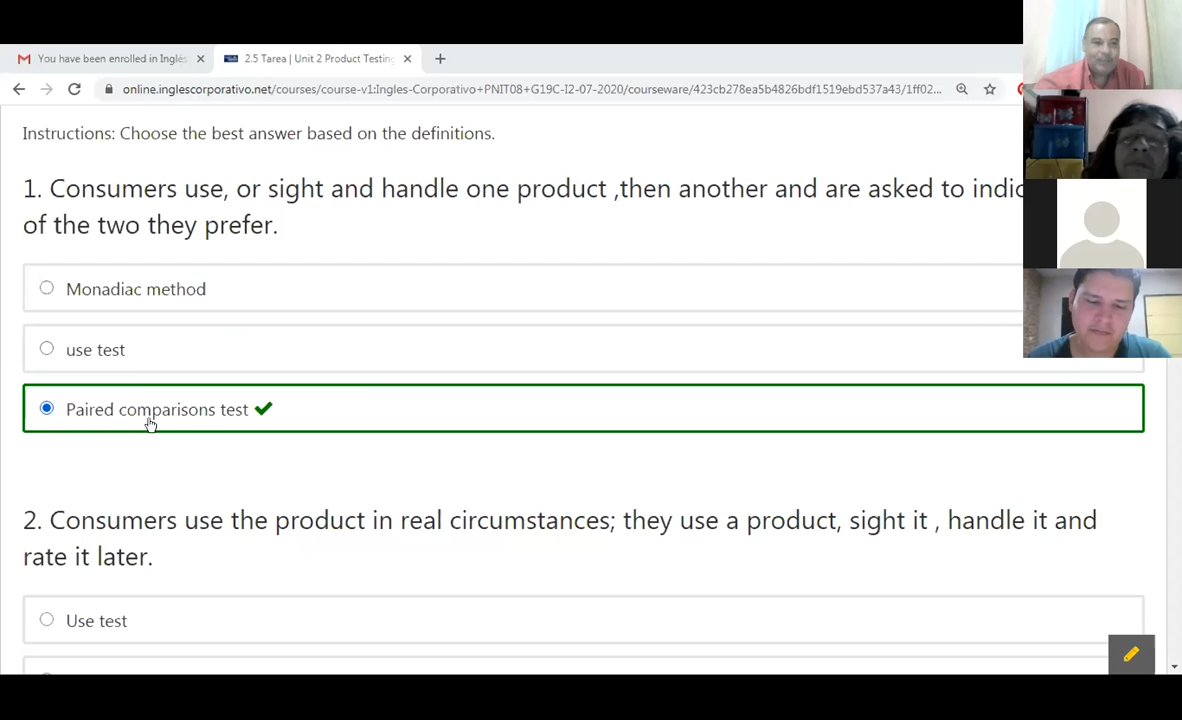 You have been enrolled in Inglés
2.5 Tarea | Unit 2 Product Testing
online.inglescorporativo.net/courses/course-v1:Ingles-Corporativo+PNIT08+G19C-I2-07-2020/courseware/423cb278ea5b4826bdf1519ebd537a43/1ff02...
Instructions: Choose the best answer based on the definitions.
1. Consumers use, or sight and handle one product ,then another and are asked to indic
of the two they prefer.
Monadiac method
use test
Paired comparisons test
2. Consumers use the product in real circumstances; they use a product, sight it , handle it and
rate it later.
Use test